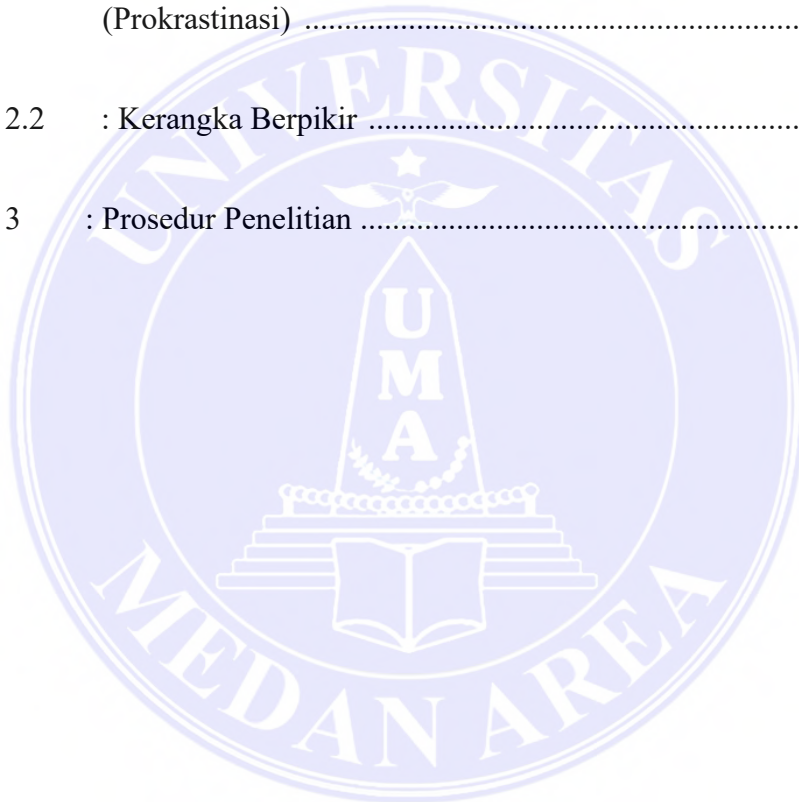 (Prokrastinasi) ................................................................
2.2 : Kerangka Berpikir .......................................................
3 : Prosedur Penelitian ........................................................
UNIVERSITAS
UMA
MEDAN AREA